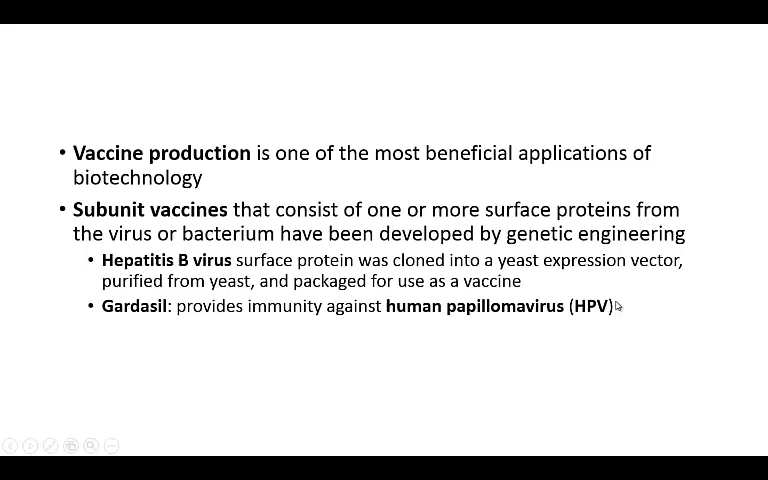 • Vaccine production is one of the most beneficial applications of
biotechnology
• Subunit vaccines that consist of one or more surface proteins from
the virus or bacterium have been developed by genetic engineering
• Hepatitis B virus surface protein was cloned into a yeast expression vector,
purified from yeast, and packaged for use as a vaccine
• Gardasil: provides immunity against human papillomavirus (HPV)